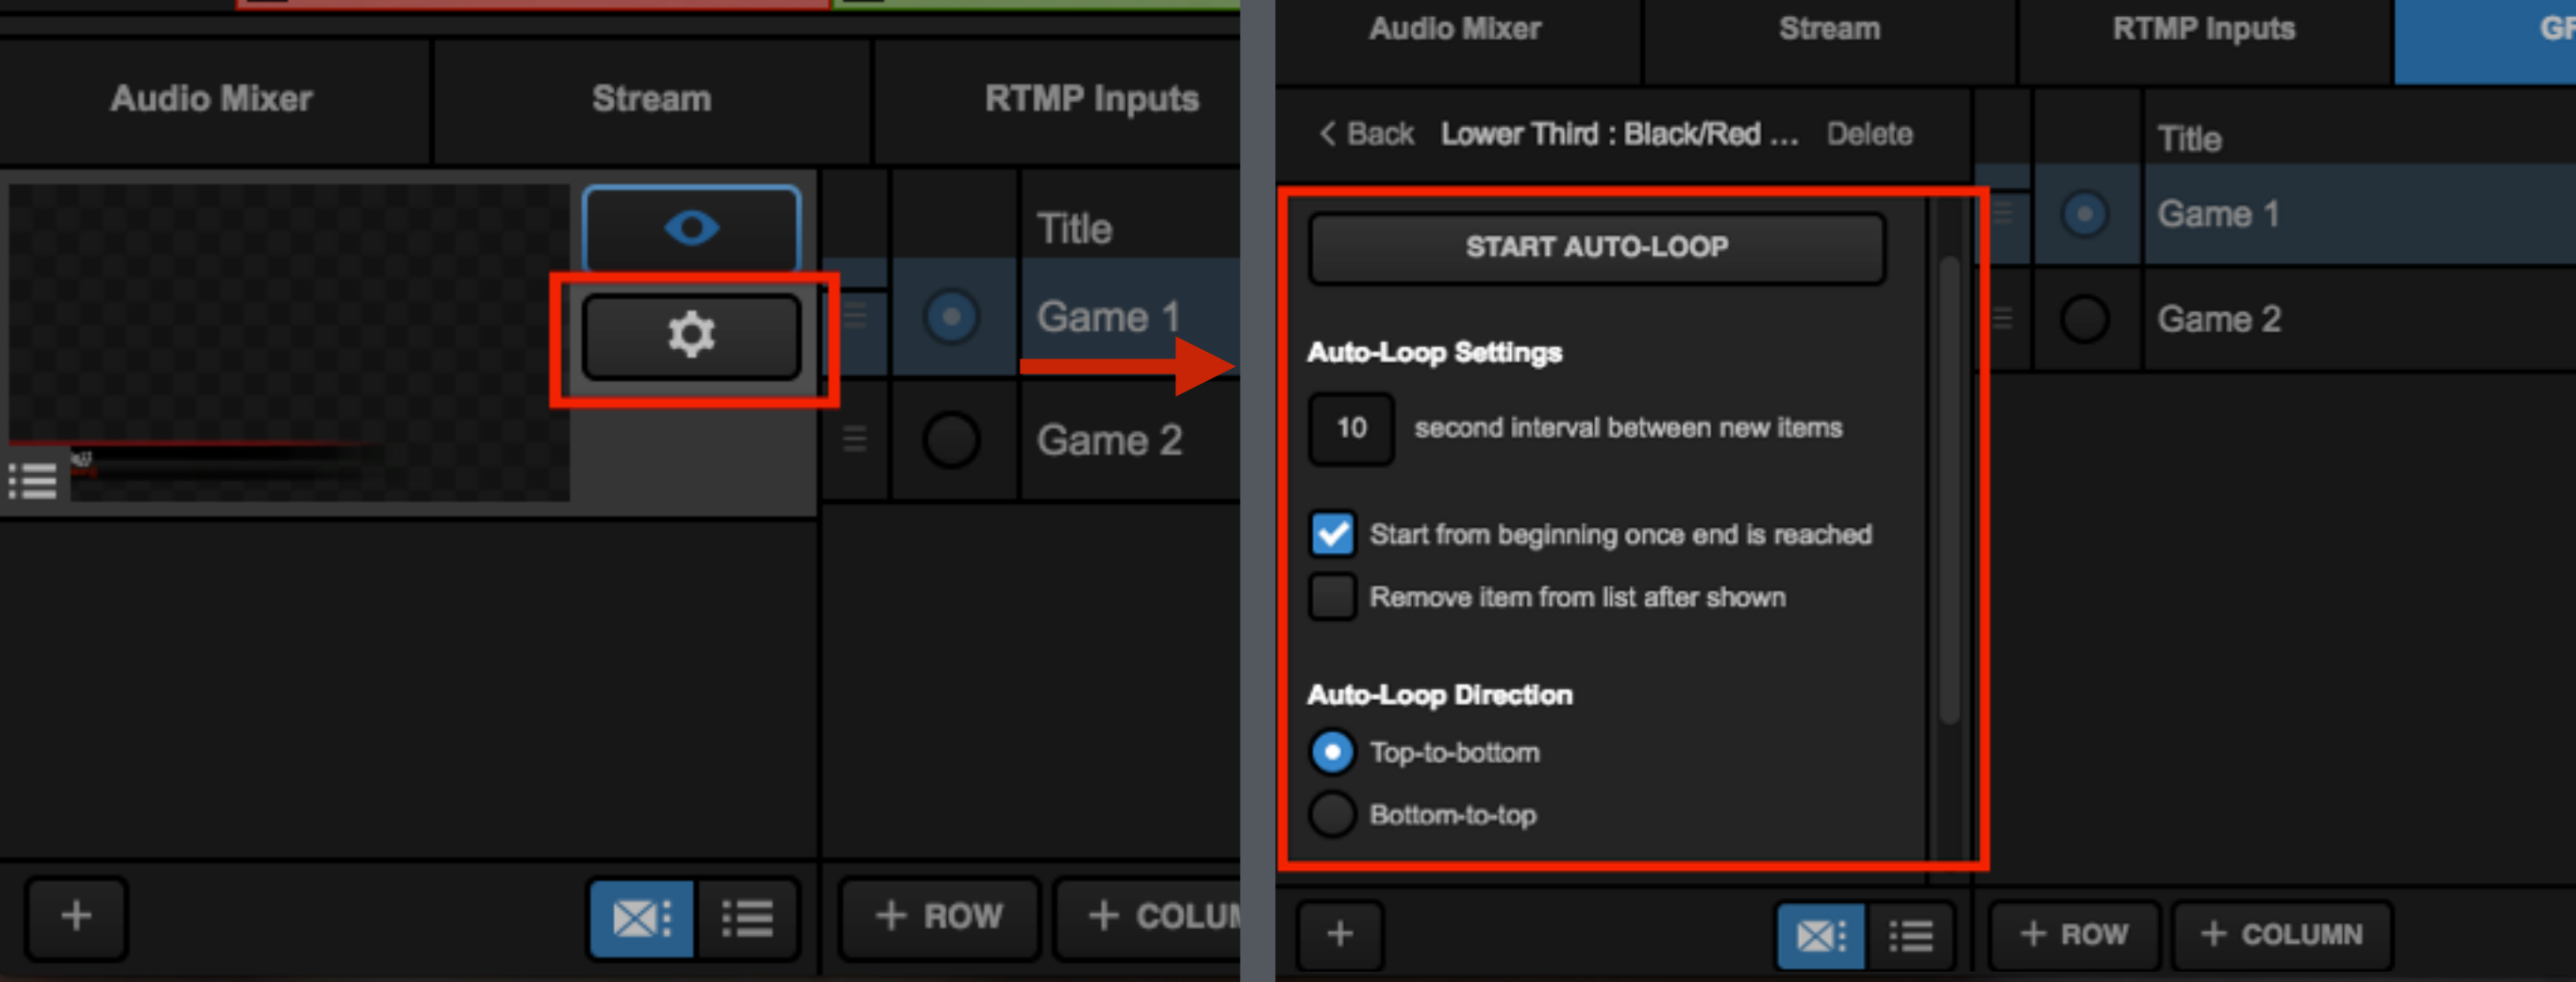 Audio Mixer
Stream
RTMP Inputs
Title
Game 1
Game 2
+
+ ROW
+ COLUM
Audio Mixer
Stream
RTMP Inputs
< Back
Lower Third : Black/Red ...
Delete
Title
START AUTO-LOOP
Game 1
Game 2
Auto-Loop Settings
10 second interval between new items
Start from beginning once end is reached
Remove item from list after shown
Auto-Loop Direction
Top-to-bottom
Bottom-to-top
+
+ ROW
+ COLUMN